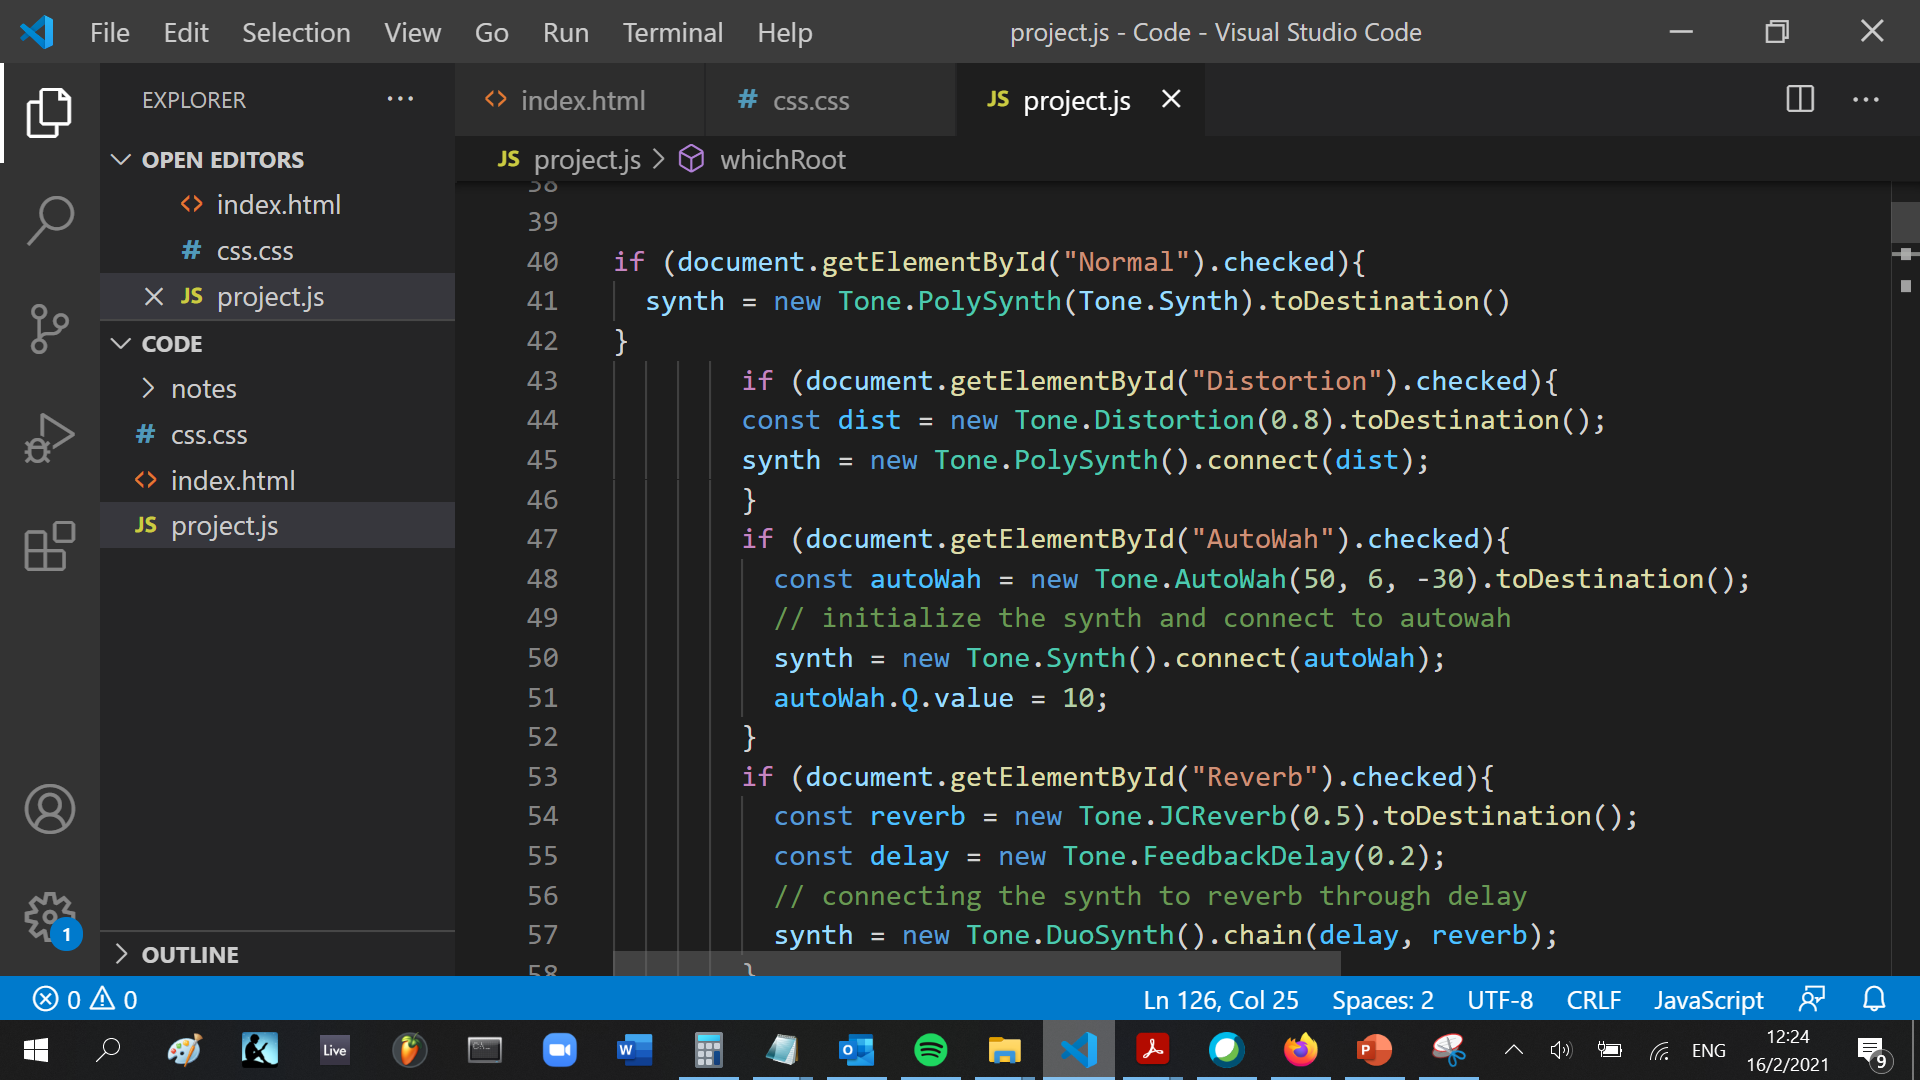 File Edit Selection View Go Run Terminal Help project.js - Code - Visual Studio Code
EXPLORER
OPEN EDITORS
<> index.html
# css.css
JS project.js
CODE
notes
# css.css
<> index.html
JS project.js
OUTLINE
<> index.html # css.css JS project.js
JS project.js > whichRoot
38
39
40 if (document.getElementById("Normal").checked){
41 synth = new Tone.PolySynth(Tone.Synth).toDestination()
42 }
43 if (document.getElementById("Distortion").checked){
44 const dist = new Tone.Distortion(0.8).toDestination();
45 synth = new Tone.PolySynth().connect(dist);
46 }
47 if (document.getElementById("AutoWah").checked){
48 const autoWah = new Tone.AutoWah(50, 6, -30).toDestination();
49 // initialize the synth and connect to autowah
50 synth = new Tone.Synth().connect(autoWah);
51 autoWah.Q.value = 10;
52 }
53 if (document.getElementById("Reverb").checked){
54 const reverb = new Tone.JCReverb(0.5).toDestination();
55 const delay = new Tone.FeedbackDelay(0.2);
56 // connecting the synth to reverb through delay
57 synth = new Tone.DuoSynth().chain(delay, reverb);
58 }
1
0 0 Ln 126, Col 25 Spaces: 2 UTF-8 CRLF JavaScript
Live W O P ENG
12:24
16/2/2021
9